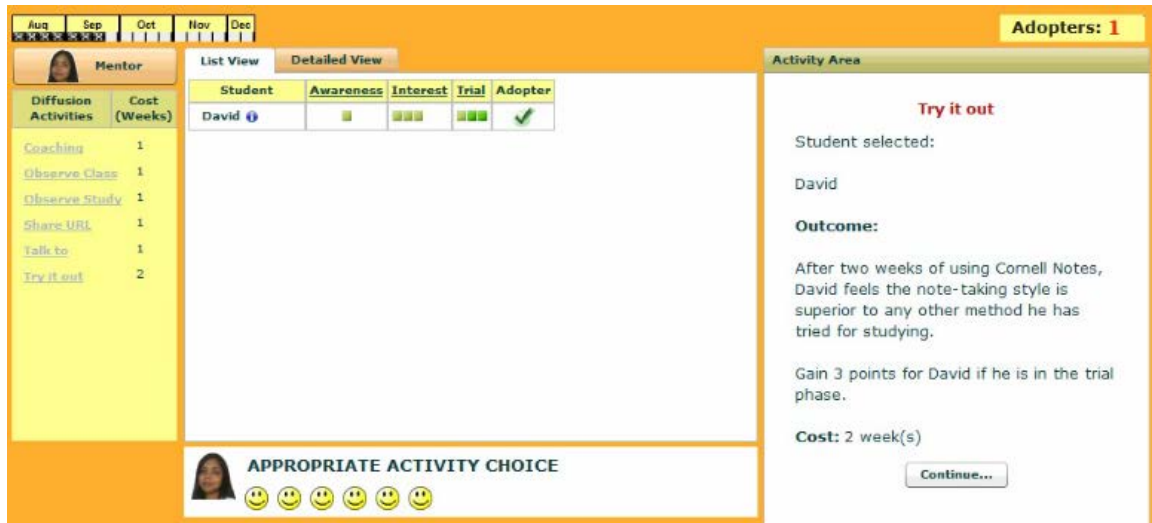 Aug Sep Oct Nov Dec
Adopters: 1
Mentor
Diffusion Activities Cost (Weeks)
Coaching 1
Observe Class 1
Observe Study 1
Share URL 1
Talk to 1
Try it out 2
List View Detailed View
Student Awareness Interest Trial Adopter
David
APPROPRIATE ACTIVITY CHOICE
Activity Area
Try it out
Student selected:
David
Outcome:
After two weeks of using Cornell Notes,
David feels the note-taking style is
superior to any other method he has
tried for studying.
Gain 3 points for David if he is in the trial
phase.
Cost: 2 week(s)
Continue...